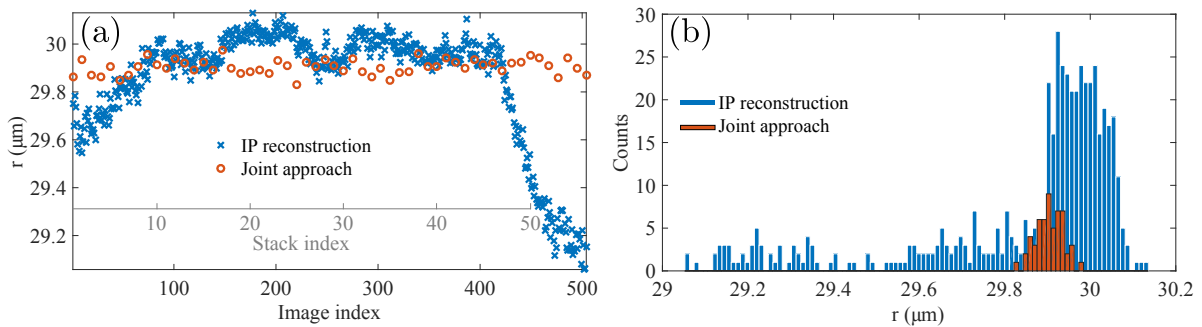 (a)
30
29.8
29.6
29.4
29.2
r (μm)
IP reconstruction
Joint approach
10 20 30 40 50
Stack index
100 200 300 400 500
Image index
(b)
30
25
20
15
10
5
0
Counts
IP reconstruction
Joint approach
29 29.2 29.4 29.6 29.8 30 30.2
r (μm)